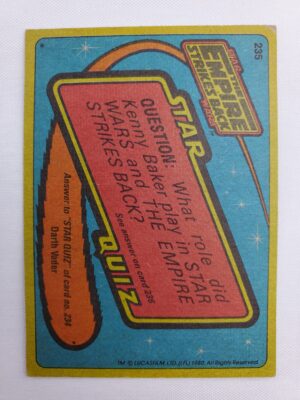 235
STAR
WARS
THE
EMPIRE
STRIKES BACK
STAR
QUIZ
QUESTION: What role did
Kenny Baker play in STAR
WARS and THE EMPIRE
STRIKES BACK?
See answer on card 236
Answer to "STAR QUIZ" of card no. 234
Darth Vader
TM: © LUCASFILM, LTD. (LFL) 1980. All Rights Reserved.